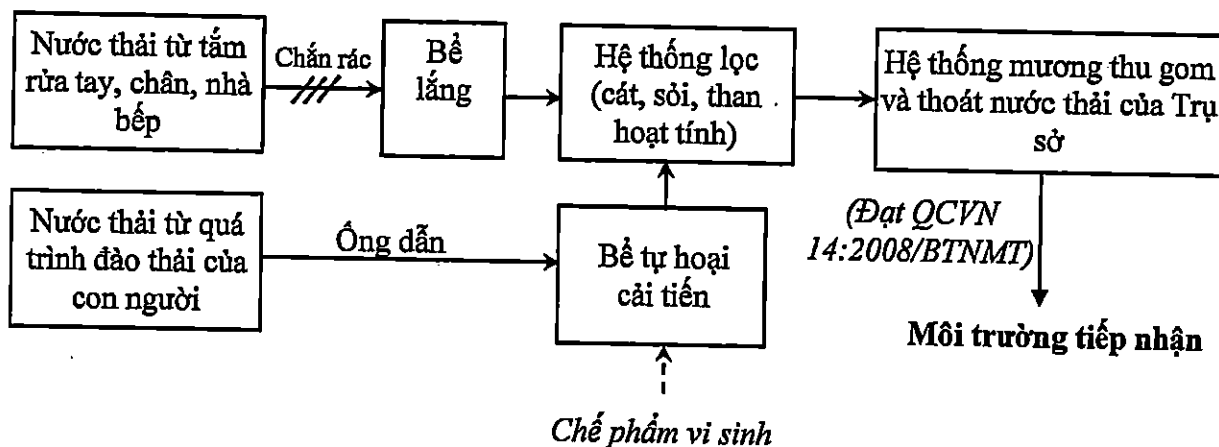 Nước thải từ tắm
rửa tay, chân, nhà
bếp
Chắn rác
Bể
lắng
Hệ thống lọc
(cát, sỏi, than
hoạt tính)
Hệ thống mương thu gom
và thoát nước thải của Trụ
sở
Nước thải từ quá
trình đào thải của
con người
Ống dẫn
Bể tự hoại
cải tiến
(Đạt QCVN
14:2008/BTNMT)
Môi trường tiếp nhận
Chế phẩm vi sinh